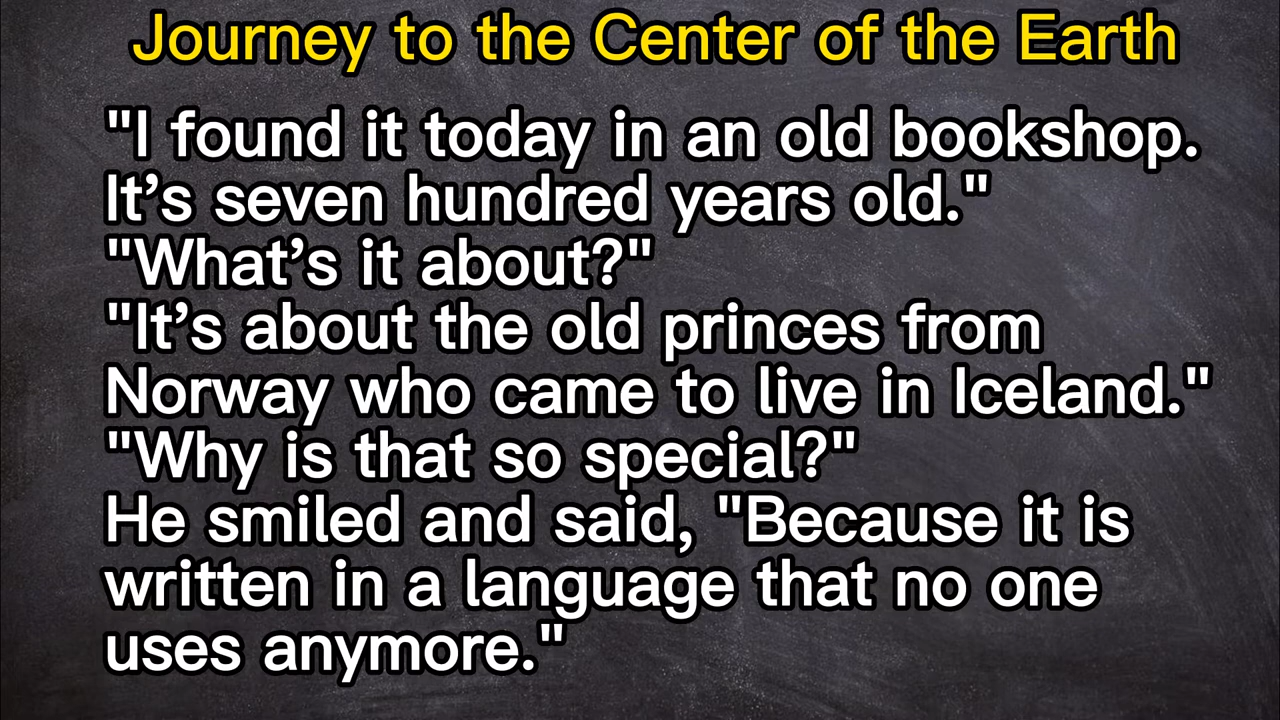 Journey to the Center of the Earth
"I found it today in an old bookshop.
It’s seven hundred years old."
"What’s it about?"
"It’s about the old princes from
Norway who came to live in Iceland."
"Why is that so special?"
He smiled and said, "Because it is
written in a language that no one
uses anymore."